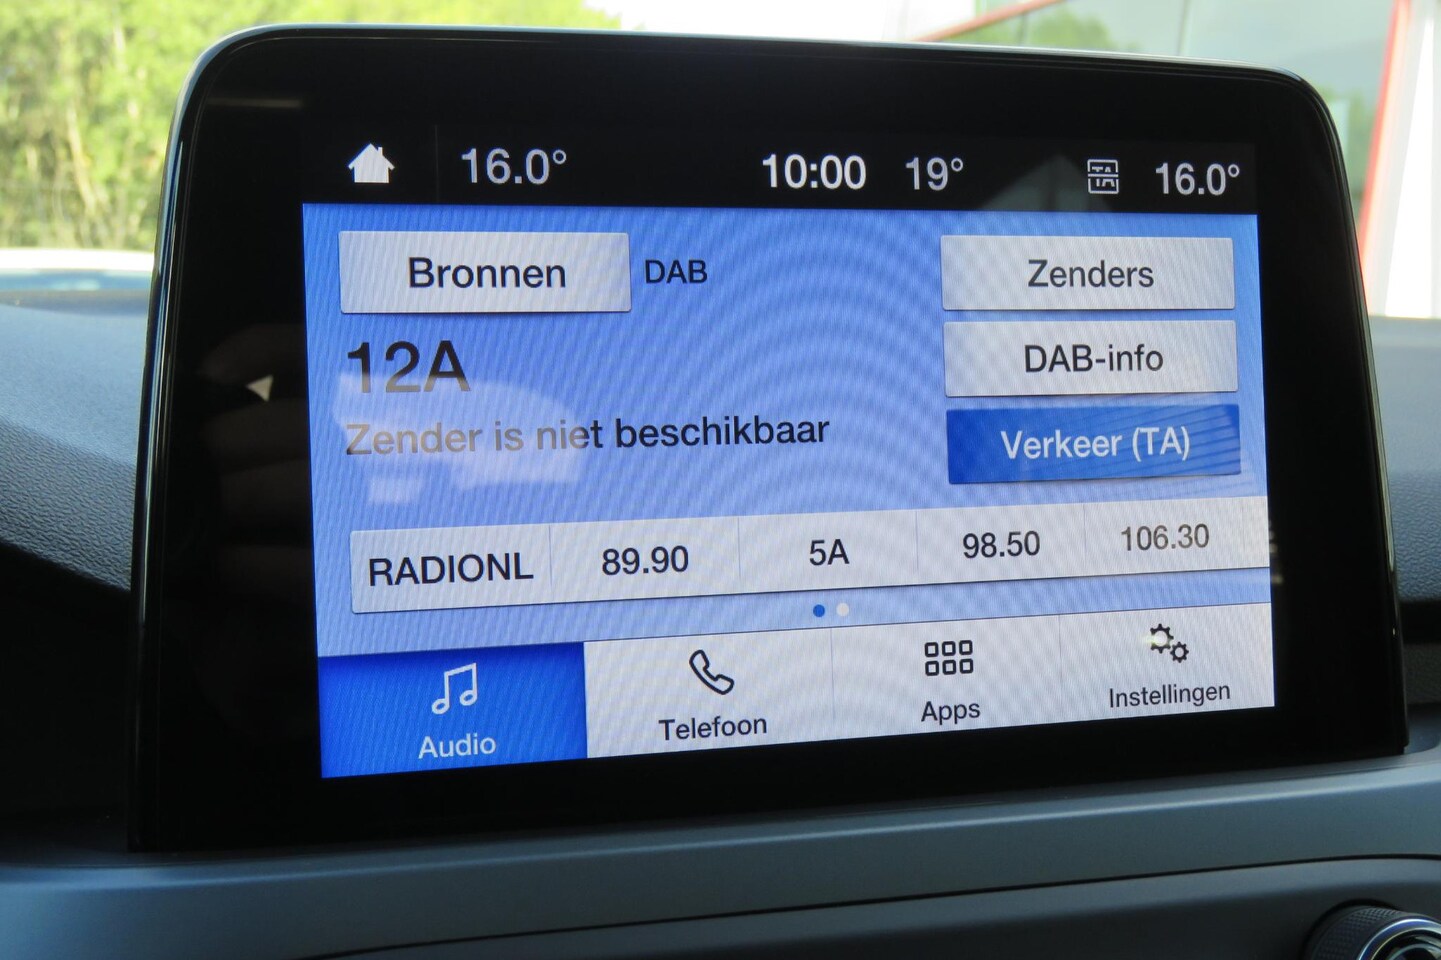 16.0° 10:00 19° TA 16.0°
Bronnen DAB Zenders
12A DAB-info
Zender is niet beschikbaar Verkeer (TA)
RADIONL 89.90 5A 98.50 106.30
Audio Telefoon Apps Instellingen